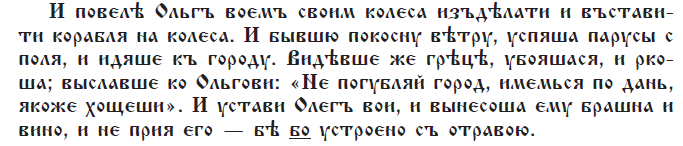 И повелѣ Ольгъ воемъ своим колеса изъдѣлати и въстави-
ти корабля на колеса. И бывшю покосну вѣтру, успяша парусы с
поля, и идяше къ городу. Видѣвше же грѣцѣ, убояшася, и рко-
ша; выславше ко Ольгови: «Не погубляй город, имемься по дань,
якоже хощеши». И устави Олегъ вои, и вынесоша ему брашна и
вино, и не прия его — бѣ бо устроено съ отравою.